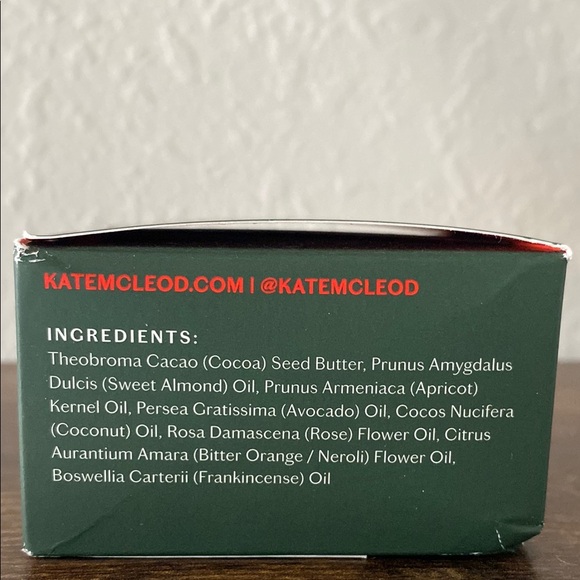 KATEMCLEOD.COM | @KATEMCLEOD
INGREDIENTS:
Theobroma Cacao (Cocoa) Seed Butter, Prunus Amygdalus
Dulcis (Sweet Almond) Oil, Prunus Armeniaca (Apricot)
Kernel Oil, Persea Gratissima (Avocado) Oil, Cocos Nucifera
(Coconut) Oil, Rosa Damascena (Rose) Flower Oil, Citrus
Aurantium Amara (Bitter Orange / Neroli) Flower Oil,
Boswellia Carterii (Frankincense) Oil